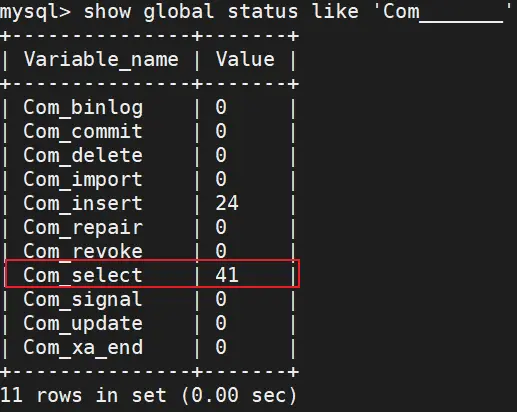 mysql> show global status like 'Com_______'
+---------------+-------+
| Variable_name | Value |
+---------------+-------+
| Com_binlog    | 0     |
| Com_commit    | 0     |
| Com_delete    | 0     |
| Com_import    | 0     |
| Com_insert    | 24    |
| Com_repair    | 0     |
| Com_revoke    | 0     |
| Com_select    | 41    |
| Com_signal    | 0     |
| Com_update    | 0     |
| Com_xa_end    | 0     |
+---------------+-------+
11 rows in set (0.00 sec)